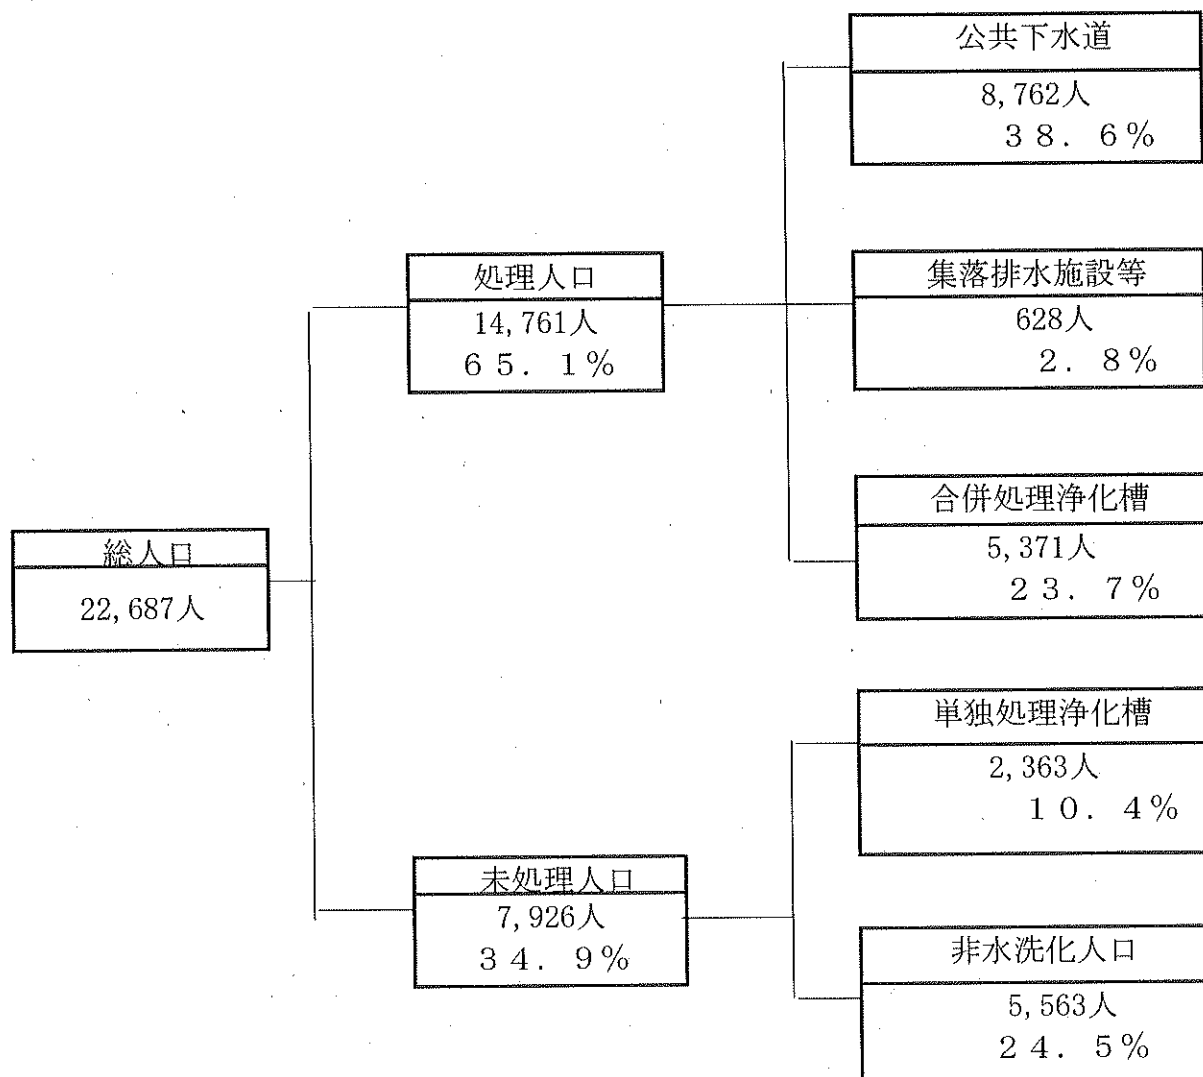 総人口
22,687人
処理人口
14,761人
６５．１％
公共下水道
8,762人
３８．６％
集落排水施設等
628人
２．８％
合併処理浄化槽
5,371人
２３．７％
未処理人口
7,926人
３４．９％
単独処理浄化槽
2,363人
１０．４％
非水洗化人口
5,563人
２４．５％